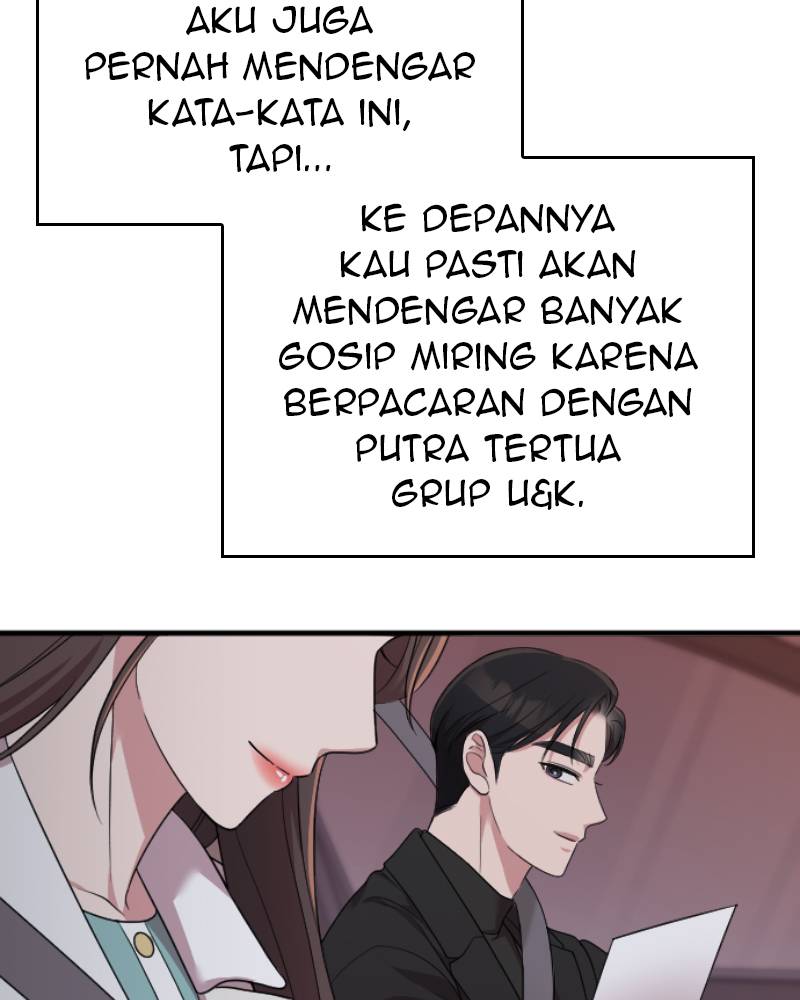 AKU JUGA
PERNAH MENDENGAR
KATA-KATA INI,
TAPI...
KE DEPANNYA
KAU PASTI AKAN
MENDENGAR BANYAK
GOSIP MIRING KARENA
BERPACARAN DENGAN
PUTRA TERTUA
GRUP U&K.